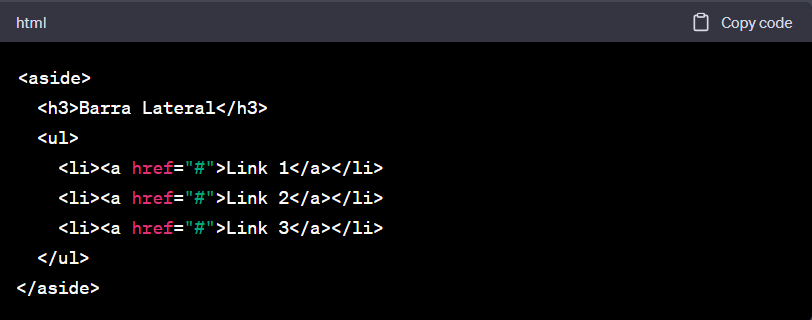 html
Copy code
<aside>
  <h3>Barra Lateral</h3>
  <ul>
    <li><a href="#">Link 1</a></li>
    <li><a href="#">Link 2</a></li>
    <li><a href="#">Link 3</a></li>
  </ul>
</aside>